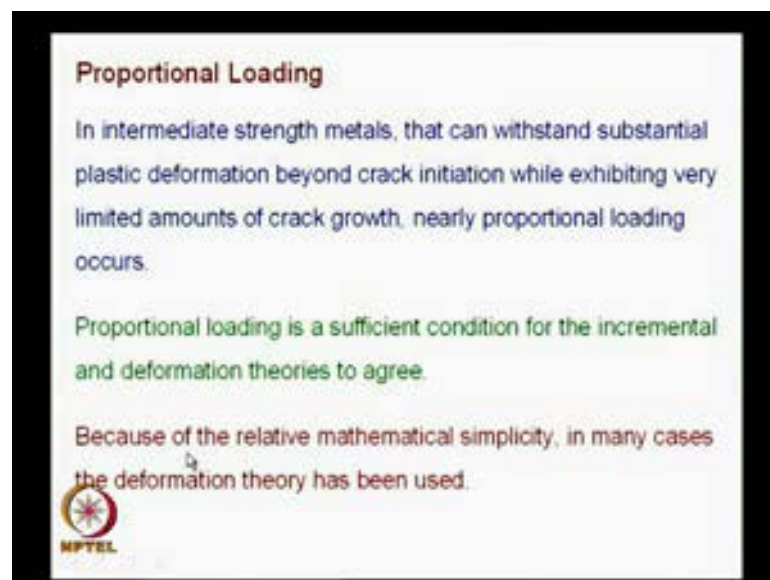 Proportional Loading
In intermediate strength metals, that can withstand substantial
plastic deformation beyond crack initiation while exhibiting very
limited amounts of crack growth, nearly proportional loading
occurs.
Proportional loading is a sufficient condition for the incremental
and deformation theories to agree.
Because of the relative mathematical simplicity, in many cases
the deformation theory has been used.
NPTEL